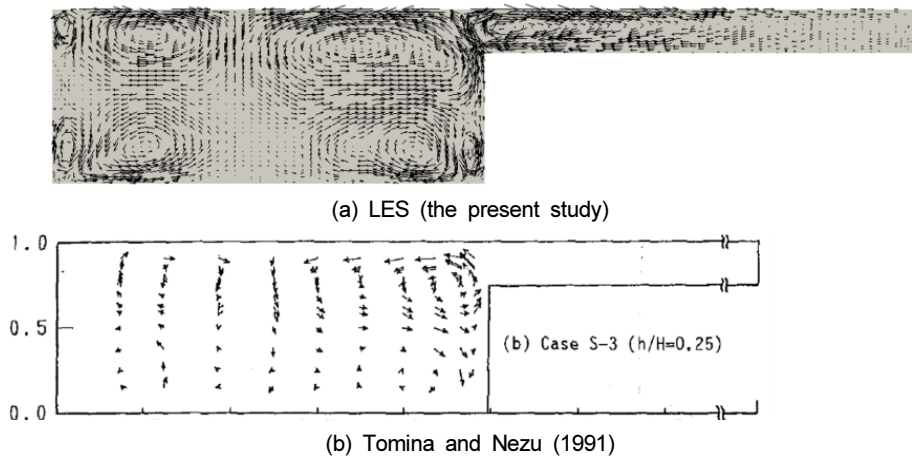 (a) LES (the present study)
1.0
0.5
(b) Case S-3 (h/H=0.25)
0.0
(b) Tomina and Nezu (1991)